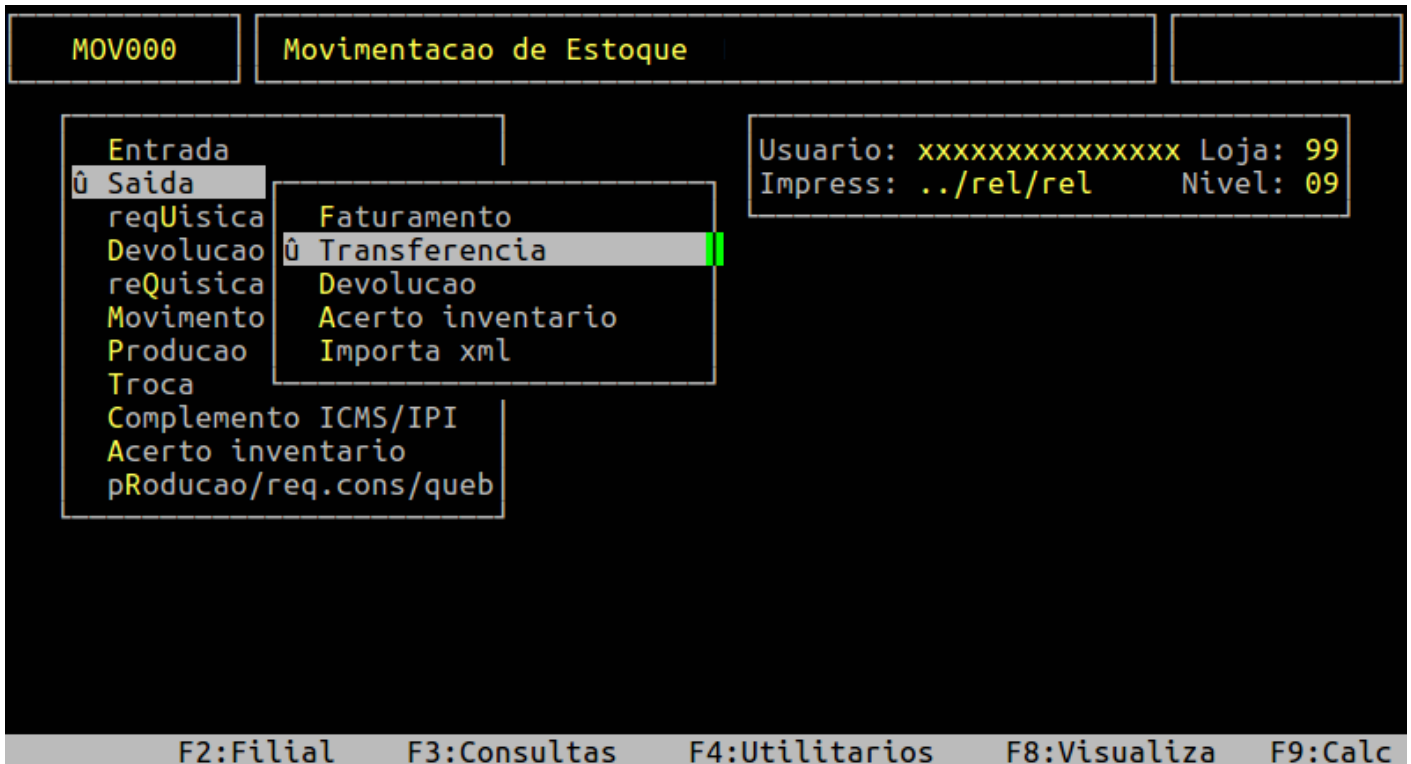 MOV000 Movimentacao de Estoque
Entrada
û Saida
reqUisica
Devolucao
reQuisica
Movimento
Producao
Troca
Complemento ICMS/IPI
Acerto inventario
pRoducao/req.cons/queb
Faturamento
û Transferencia
Devolucao
Acerto inventario
Importa xml
Usuario: xxxxxxxxxxxxxxx Loja: 99
Impress: ../rel/rel Nivel: 09
F2:Filial F3:Consultas F4:Utilitarios F8:Visualiza F9:Calc